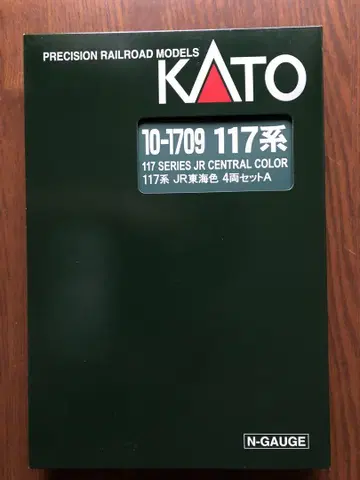 PRECISION RAILROAD MODELS
KATO
10-1709 117系
117 SERIES JR CENTRAL COLOR
117系 JR東海色 4両セットA
N-GAUGE